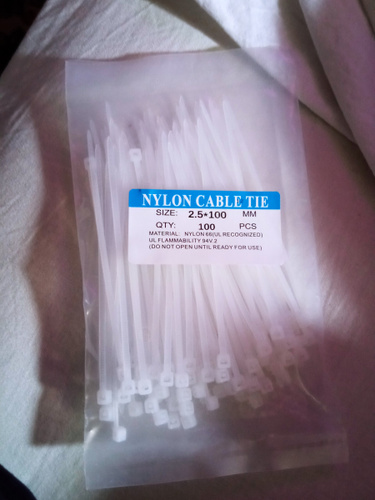 NYLON CABLE TIE
SIZE: 2.5*100 MM
QTY: 100 PCS
MATERIAL: NYLON 66(UL RECOGNIZED)
UL FLAMMABILITY 94V.2
(DO NOT OPEN UNTIL READY FOR USE)